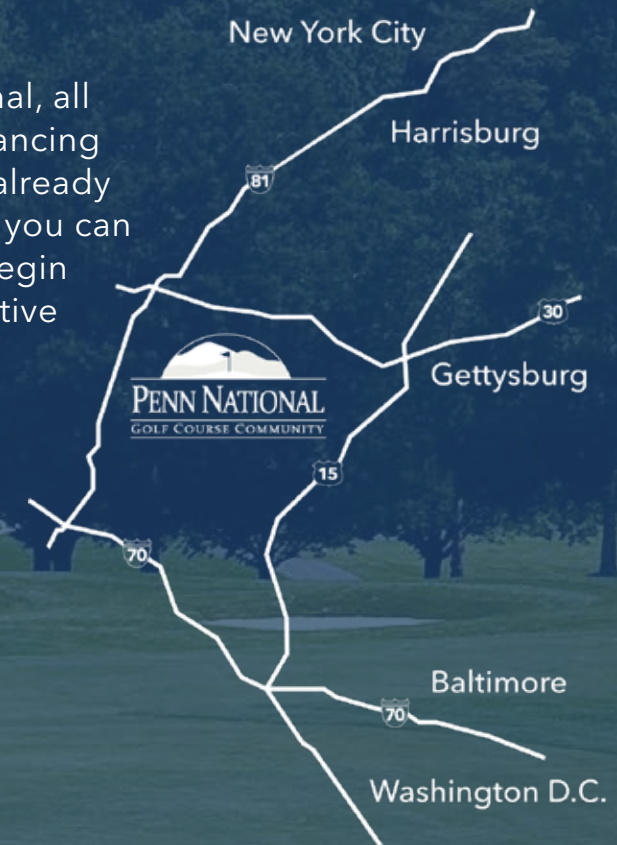 New York City
nal, all
ancing
already
you can
egin
tive
Harrisburg
81
30
PENN NATIONAL
GOLF COURSE COMMUNITY
Gettysburg
15
70
Baltimore
70
Washington D.C.